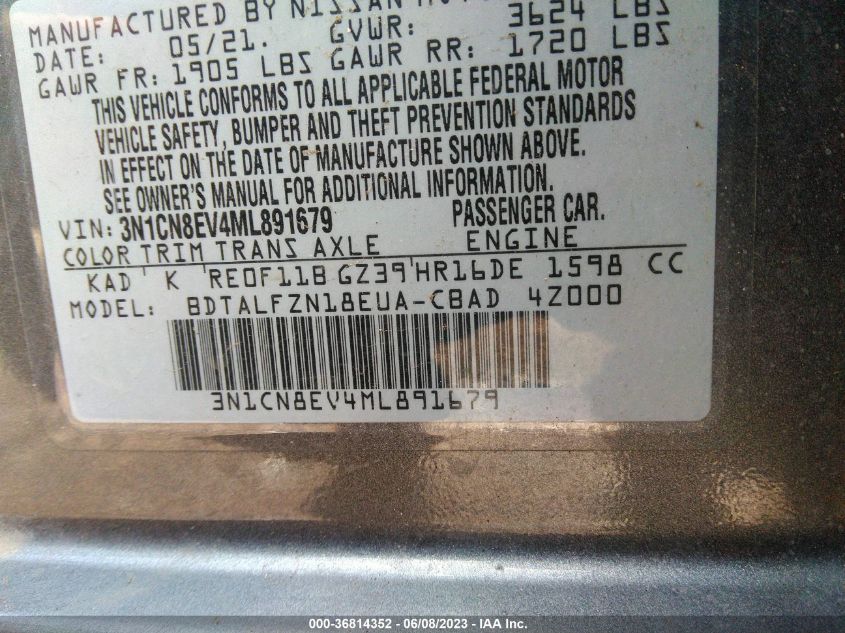 MANUFACTURED BY NISSAN
DATE: 05/21. GVWR: 3624 LBS
GAWR FR: 1905 LBS GAWR RR: 1720 LBS
THIS VEHICLE CONFORMS TO ALL APPLICABLE FEDERAL MOTOR
VEHICLE SAFETY, BUMPER AND THEFT PREVENTION STANDARDS
IN EFFECT ON THE DATE OF MANUFACTURE SHOWN ABOVE.
SEE OWNER'S MANUAL FOR ADDITIONAL INFORMATION.
VIN: 3N1CN8EV4ML891679 PASSENGER CAR.
COLOR TRIM TRANS AXLE ENGINE
KAD K RE0F11B GZ39 HR16DE 1598 CC
MODEL: BDTALFZN18EUA-CBAD 4Z000
3N1CN8EV4ML891679
000-36814352 - 06/08/2023 - IAA Inc.